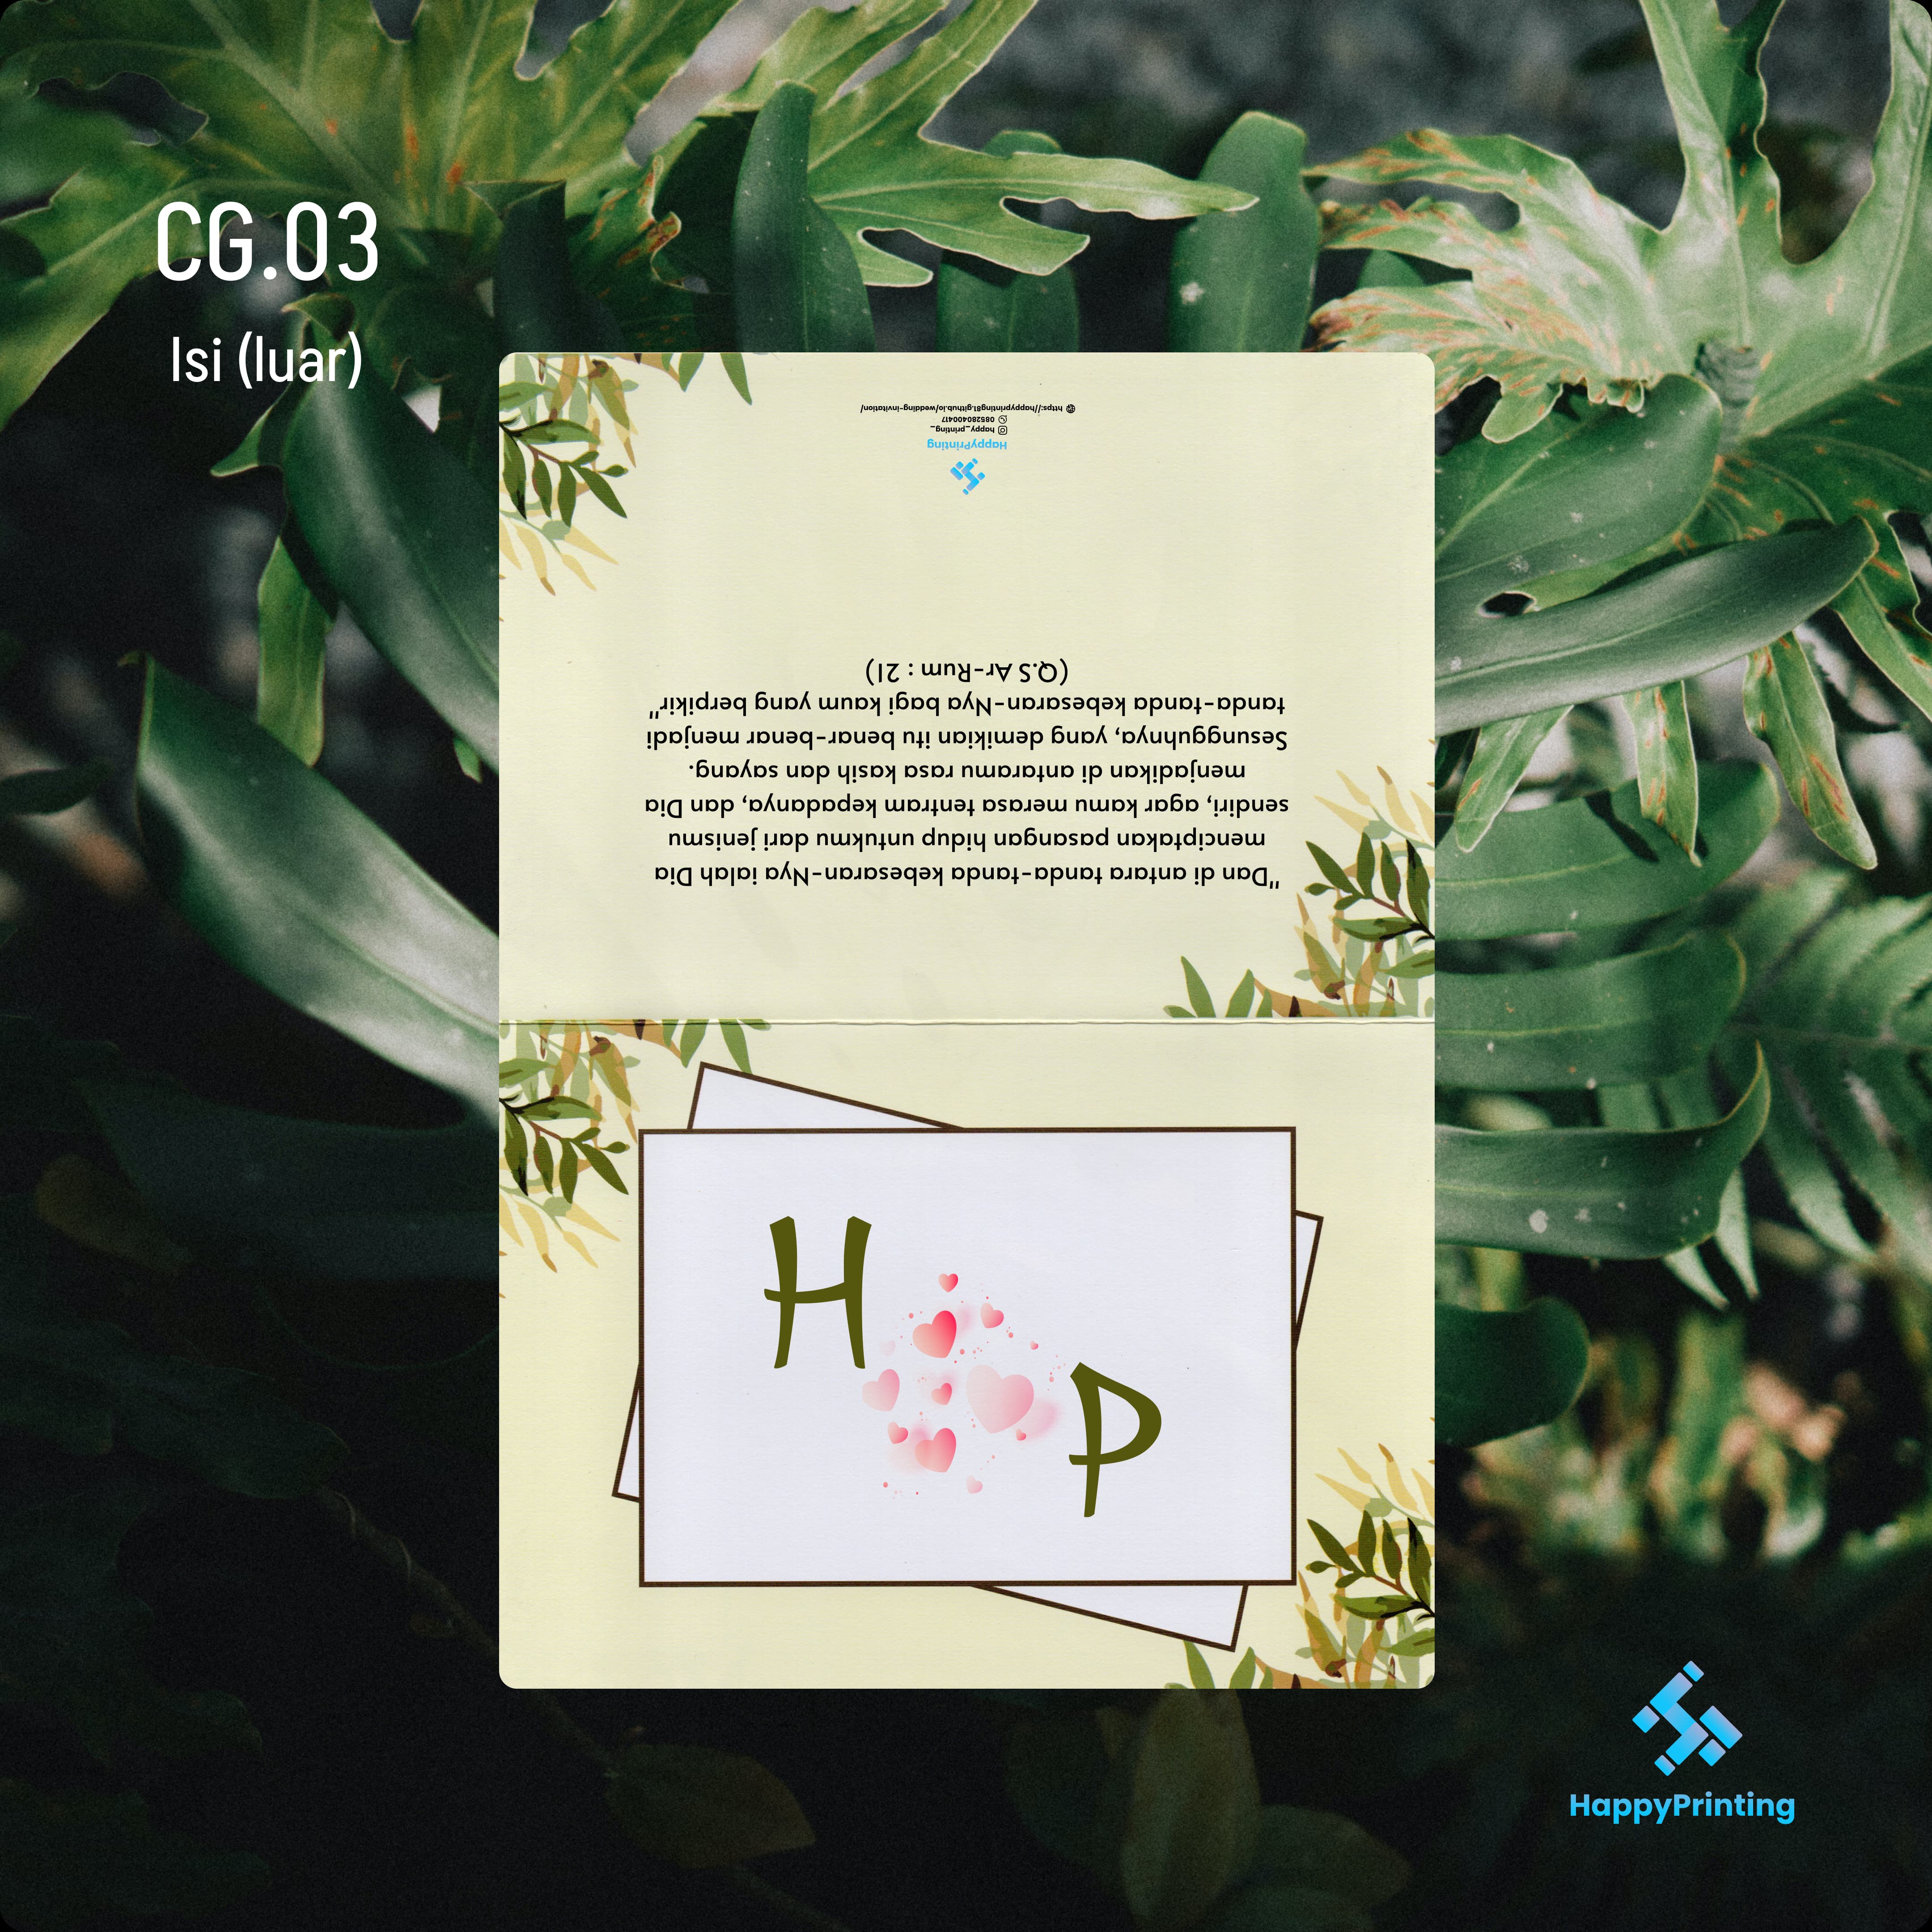 CG.03
Isi (luar)
"Dan di antara tanda-tanda kebesaran-Nya ialah Dia
menciptakan pasangan hidup untukmu dari jenismu
sendiri, agar kamu merasa tentram kepadanya, dan Dia
menjadikan di antaramu rasa kasih dan sayang.
Sesungguhnya, yang demikian itu benar-benar menjadi
tanda-tanda kebesaran-Nya bagi kaum yang berpikir"
(Q.S Ar-Rum : 21)
HappyPrinting
happy_printing_
085280400417
https://happyprinting81.github.io/wedding-invitation/
H
P
HappyPrinting